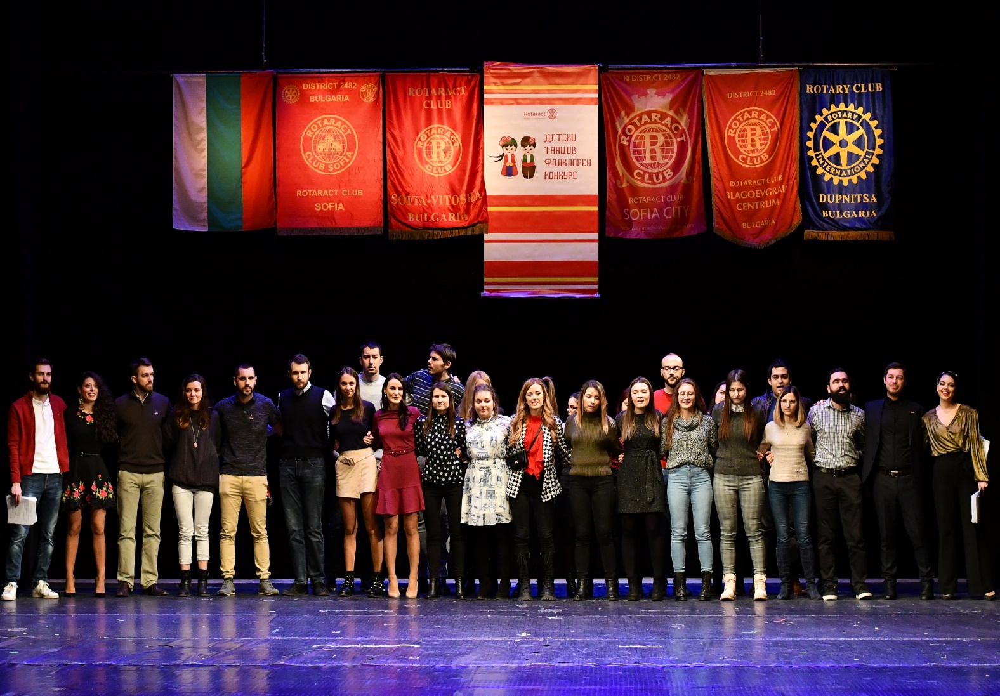 DISTRICT 2482
BULGARIA
ROTARACT
CLUB SOFIA
ROTARACT CLUB
SOFIA
ROTARACT
CLUB
ROTARACT
R
CLUB
SOFIA-VITOSHA
BULGARIA
Rotaract
ДЕТСКИ
ТАНЦОВ
ФОЛКЛОРЕН
КОНКУРС
RI DISTRICT 2482
ROTARACT
R
CLUB
ROTARACT CLUB
SOFIA CITY
DISTRICT 2482
ROTARACT
R
CLUB
ROTARACT CLUB
BLAGOEVGRAD
CENTRUM
BULGARIA
ROTARY CLUB
ROTARY
INTERNATIONAL
DUPNITSA
BULGARIA